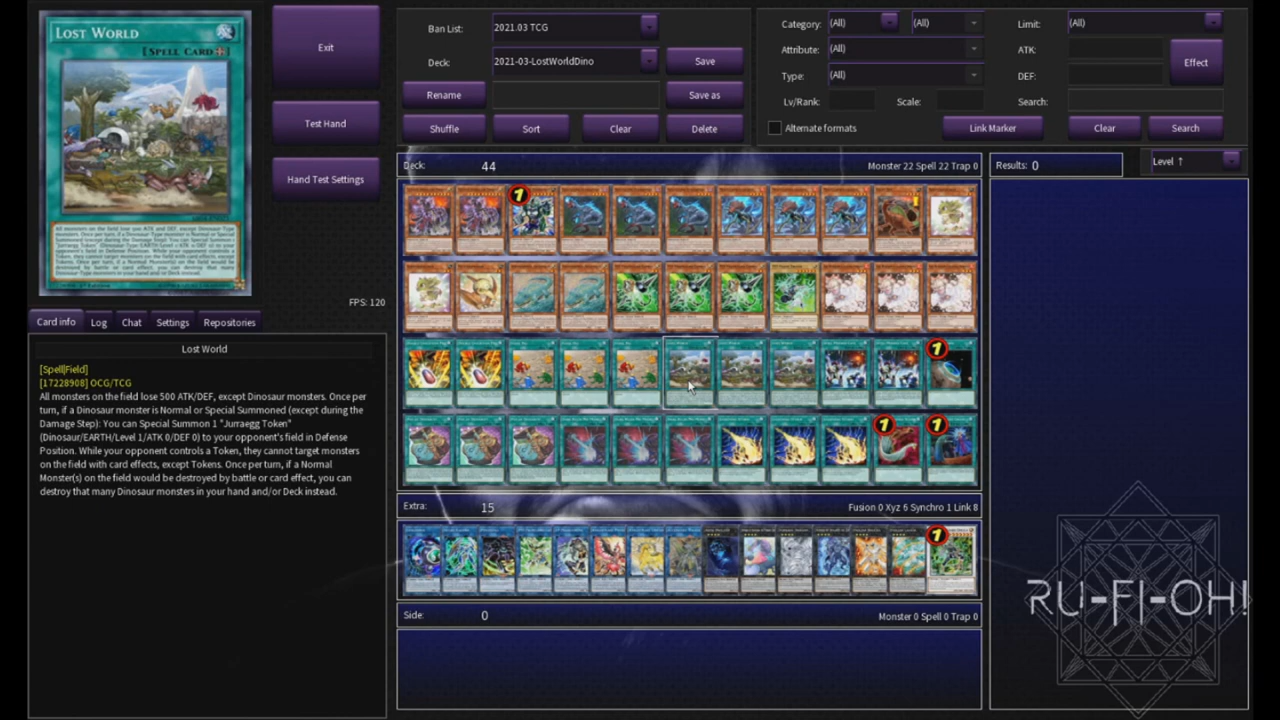 LOST WORLD
[SPELL CARD]
Exit
Test Hand
Hand Test Settings
FPS: 120
Card info
Log
Chat
Settings
Repositories
Lost World
[Spell|Field]
[17228908] OCG/TCG
All monsters on the field lose 500 ATK/DEF, except Dinosaur monsters. Once per
turn, if a Dinosaur monster is Normal or Special Summoned (except during the
Damage Step): You can Special Summon 1 "Jurraegg Token"
(Dinosaur/EARTH/Level 1/ATK 0/DEF 0) to your opponent's field in Defense
Position. While your opponent controls a Token, they cannot target monsters
on the field with card effects, except Tokens. Once per turn, if a Normal
Monster(s) on the field would be destroyed by battle or card effect, you can
destroy that many Dinosaur monsters in your hand and/or Deck instead.
Ban List:
2021.03 TCG
Deck:
2021-03-LostWorldDino
Save
Rename
Save as
Shuffle
Sort
Clear
Delete
Category:
(All)
(All)
Limit:
(All)
Attribute:
(All)
ATK:
Type:
(All)
DEF:
Effect
Lv/Rank:
Scale:
Search:
Alternate formats
Link Marker
Clear
Search
Deck:
44
Monster 22 Spell 22 Trap 0
Results: 0
Level ↑
1
1
1
1
Extra:
15
Fusion 0 Xyz 6 Synchro 1 Link 8
1
Side:
0
Monster 0 Spell 0 Trap 0
RU-FI-OH!